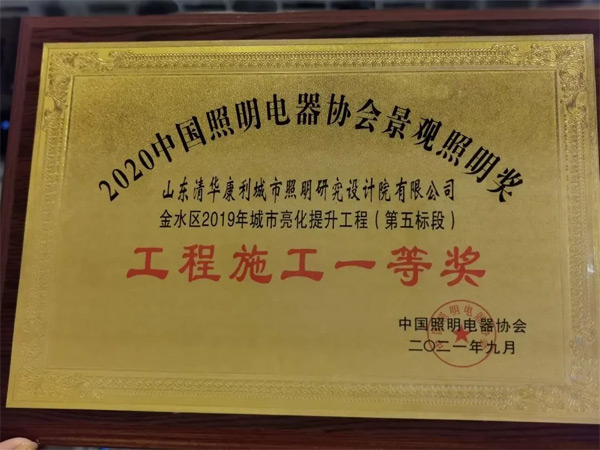 2020中国照明电器协会景观照明奖
山东清华康利城市照明研究设计院有限公司
金水区2019年城市亮化提升工程（第五标段）
工程施工一等奖
中国照明电器协会
二〇二一年九月